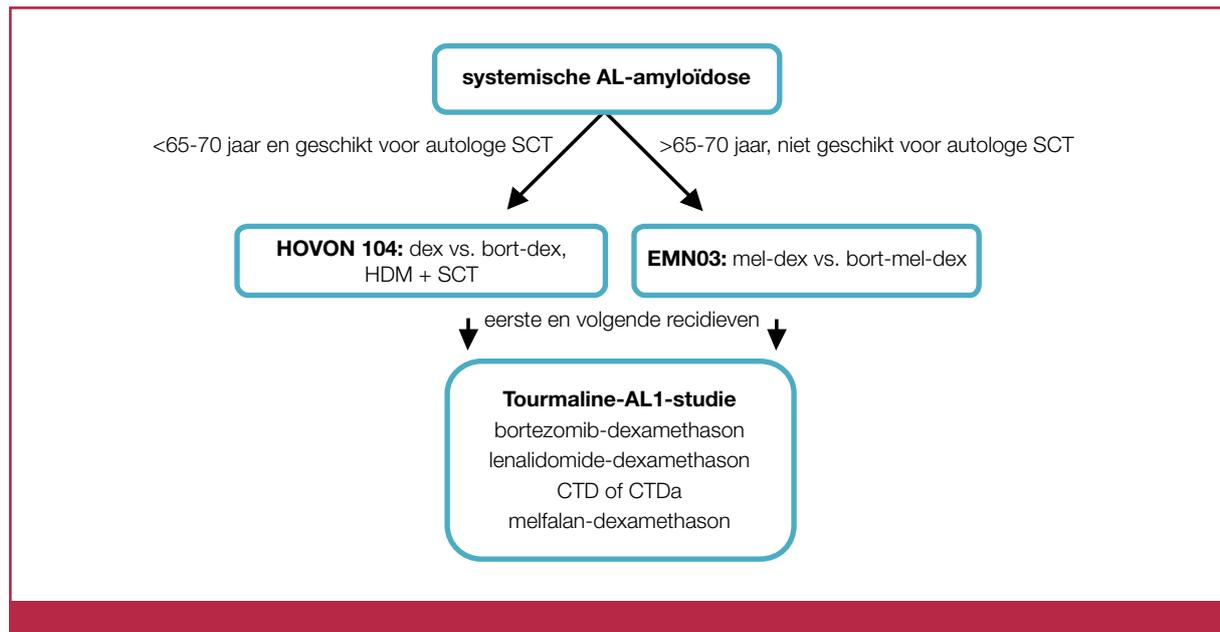 systemische AL-amyloïdose
<65-70 jaar en geschikt voor autologe SCT
>65-70 jaar, niet geschikt voor autologe SCT
HOVON 104: dex vs. bort-dex,
HDM + SCT
EMN03: mel-dex vs. bort-mel-dex
eerste en volgende recidieven
Tourmaline-AL1-studie
bortezomib-dexamethason
lenalidomide-dexamethason
CTD of CTDa
melfalan-dexamethason